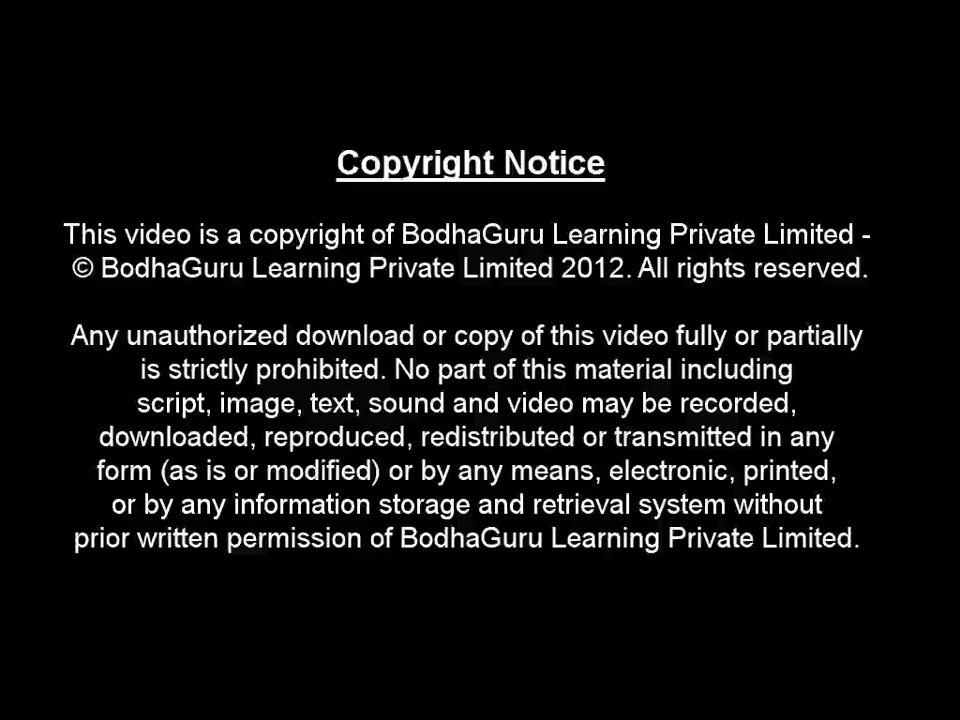 Copyright Notice
This video is a copyright of BodhaGuru Learning Private Limited -
© BodhaGuru Learning Private Limited 2012. All rights reserved.
Any unauthorized download or copy of this video fully or partially
is strictly prohibited. No part of this material including
script, image, text, sound and video may be recorded,
downloaded, reproduced, redistributed or transmitted in any
form (as is or modified) or by any means, electronic, printed,
or by any information storage and retrieval system without
prior written permission of BodhaGuru Learning Private Limited.